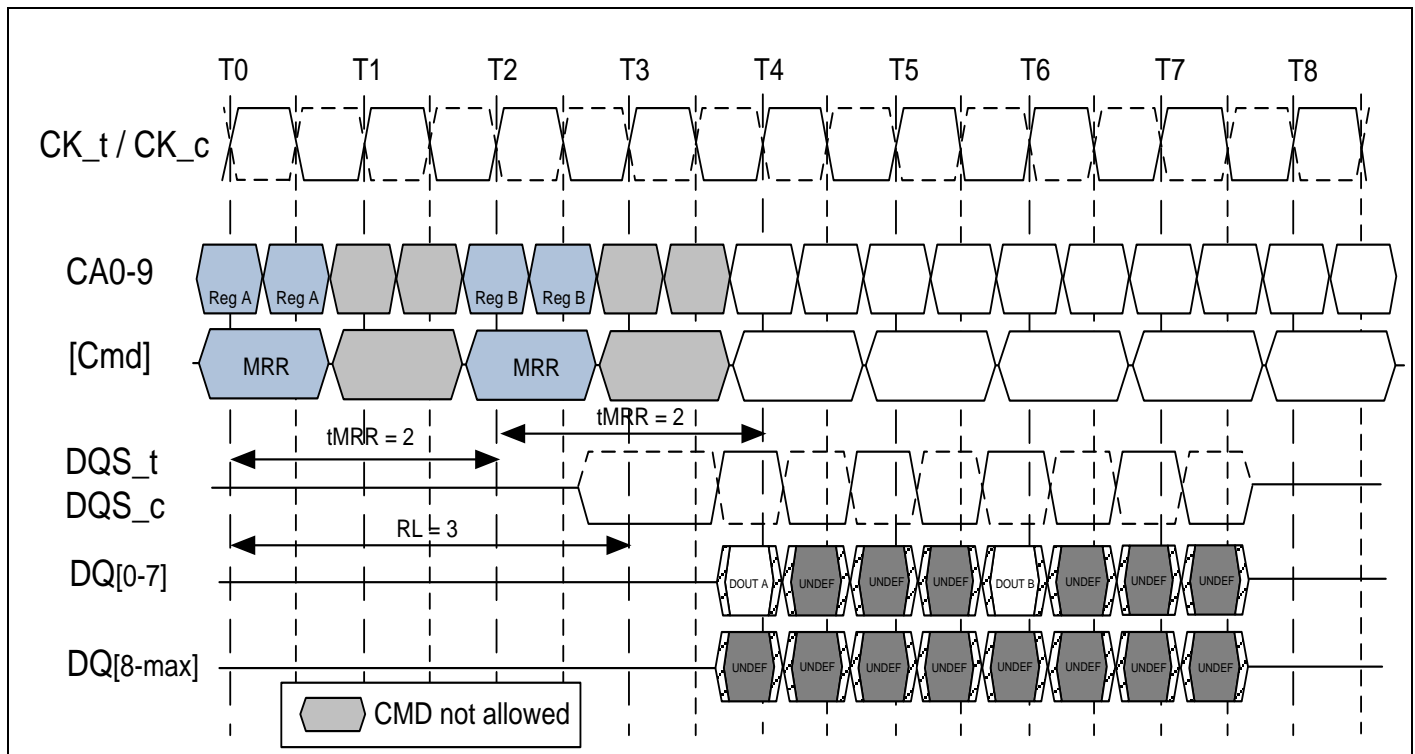 T0 T1 T2 T3 T4 T5 T6 T7 T8
CK_t / CK_c
CA0-9
Reg A Reg A Reg B Reg B
[Cmd]
MRR MRR
tMRR = 2
tMRR = 2
DQS_t
DQS_c
RL = 3
DQ[0-7]
DOUT A UNDEF UNDEF UNDEF DOUT B UNDEF UNDEF UNDEF
DQ[8-max]
UNDEF UNDEF UNDEF UNDEF UNDEF UNDEF UNDEF UNDEF
CMD not allowed